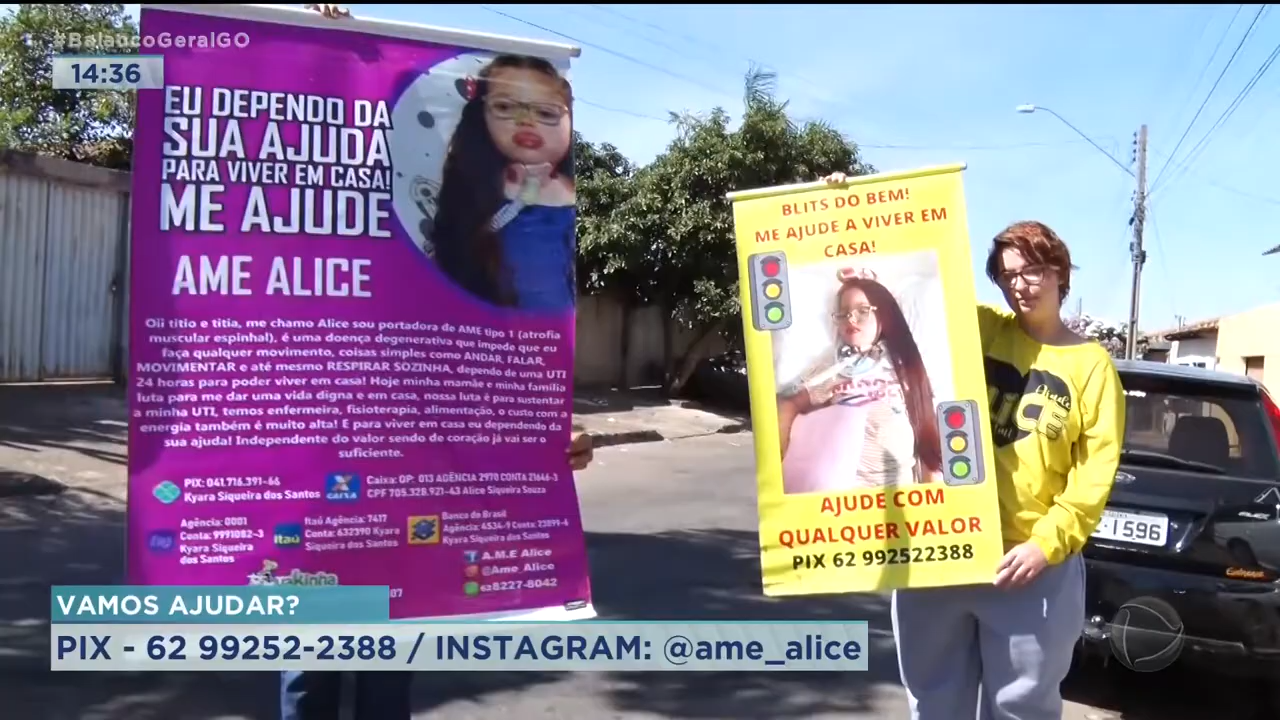 #BalançoGeralGO
14:36
EU DEPENDO DA
SUA AJUDA
PARA VIVER EM CASA!
ME AJUDE
AME ALICE
Oii titio e titia, me chamo Alice sou portadora de AME tipo 1 (atrofia
muscular espinhal), é uma doença degenerativa que impede que eu
faça qualquer movimento, coisas simples como ANDAR, FALAR,
MOVIMENTAR e até mesmo RESPIRAR SOZINHA, dependo de uma UTI
24 horas para poder viver em casa! Hoje minha mamãe e minha família
luta para me dar uma vida digna e em casa, nossa luta é para sustentar
a minha UTI, temos enfermeira, fisioterapia, alimentação, o custo com a
energia também é muito alta! E para viver em casa eu dependendo da
sua ajuda! Independente do valor sendo de coração já vai ser o
suficiente.
PIX: 041.716.391-66
Kyara Siqueira dos Santos
CAIXA
Caixa: OP: 013 AGÊNCIA 2970 CONTA 21646-3
CPF 705.328.921-43 Alice Siqueira Souza
Agência: 0001
Conta: 9991082-3
Kyara Siqueira
dos Santos
Itaú
Itaú Agência: 7417
Conta: 632390 Kyara
Siqueira dos Santos
Banco do Brasil
Agência: 4534-9 Conta: 23899-4
Kyara Siqueira dos Santos
A.M.E Alice
@Ame_Alice
628227-8042
BLITS DO BEM!
ME AJUDE A VIVER EM
CASA!
AJUDE COM
QUALQUER VALOR
PIX 62 992522388
1596
VAMOS AJUDAR?
PIX - 62 99252-2388 / INSTAGRAM: @ame_alice